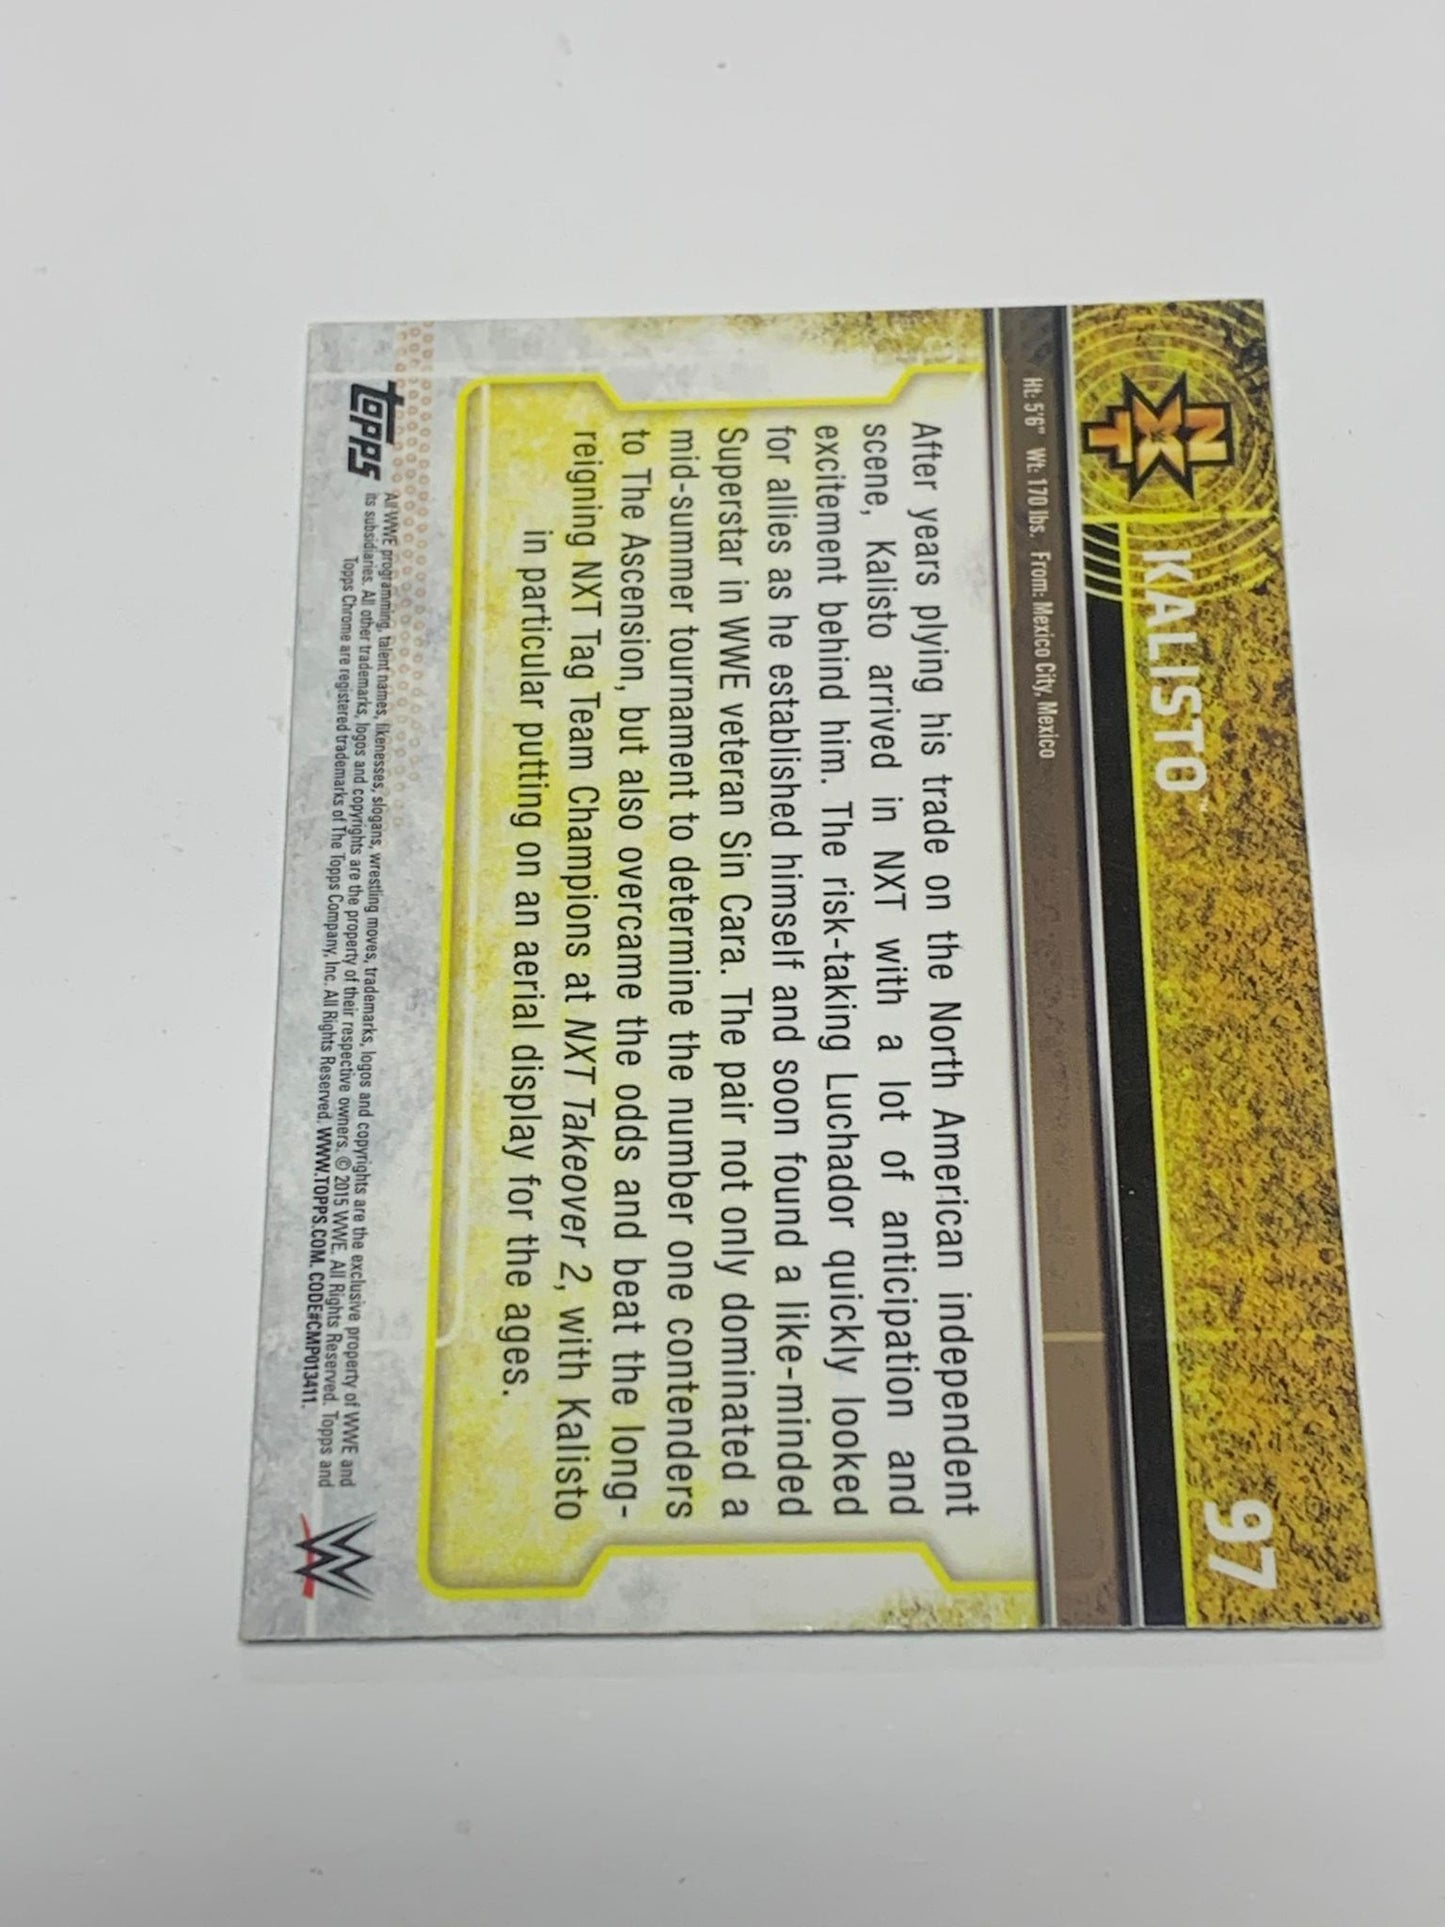 NXT
KALISTO™
97
Ht: 5'6" Wt: 170 lbs. From: Mexico City, Mexico
After years plying his trade on the North American independent
scene, Kalisto arrived in NXT with a lot of anticipation and
excitement behind him. The risk-taking Luchador quickly looked
for allies as he established himself and soon found a like-minded
Superstar in WWE veteran Sin Cara. The pair not only dominated a
mid-summer tournament to determine the number one contenders
to The Ascension, but also overcame the odds and beat the long-
reigning NXT Tag Team Champions at NXT Takeover 2, with Kalisto
in particular putting on an aerial display for the ages.
Topps
All WWE programming, talent names, likenesses, slogans, wrestling moves, trademarks, logos and copyrights are the exclusive property of WWE and
its subsidiaries. All other trademarks, logos and copyrights are the property of their respective owners. © 2015 WWE. All Rights Reserved. Topps and
Topps Chrome are registered trademarks of The Topps Company, Inc. All Rights Reserved. WWW.TOPPS.COM. CODE#CMP013411.
W